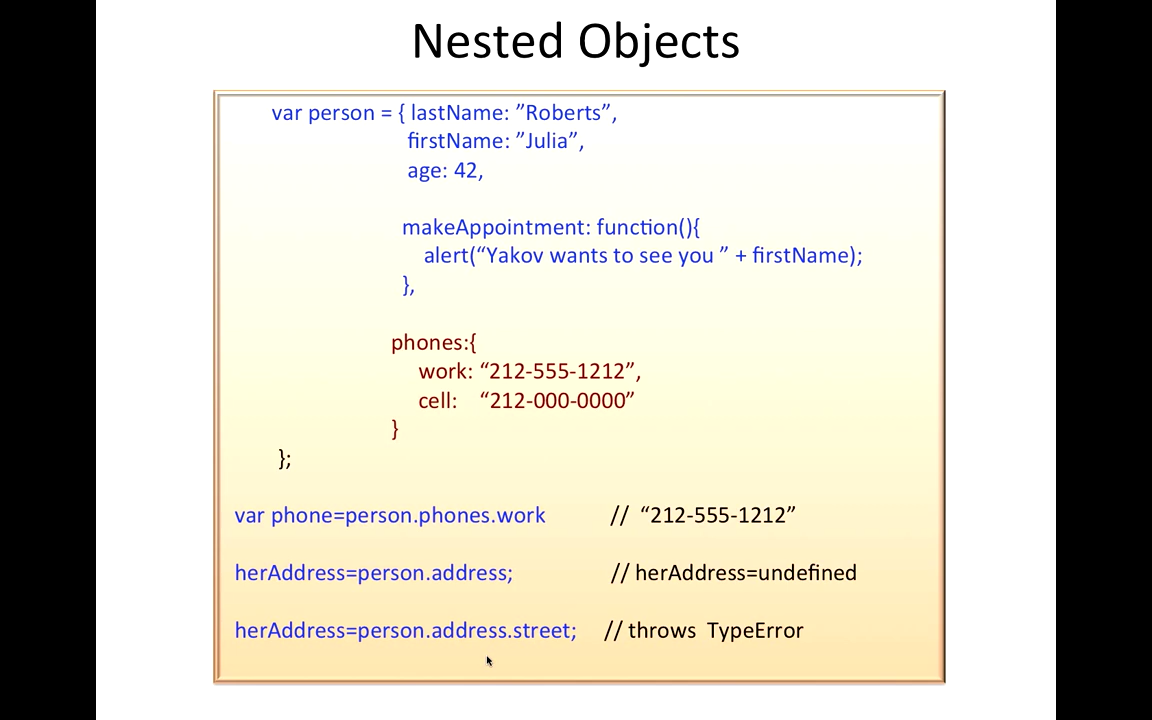 Nested Objects
var person = { lastName: ”Roberts”,
firstName: ”Julia”,
age: 42,
makeAppointment: function(){
alert(“Yakov wants to see you ” + firstName);
},
phones:{
work: “212-555-1212”,
cell: “212-000-0000”
}
};
var phone=person.phones.work // “212-555-1212”
herAddress=person.address; // herAddress=undefined
herAddress=person.address.street; // throws TypeError